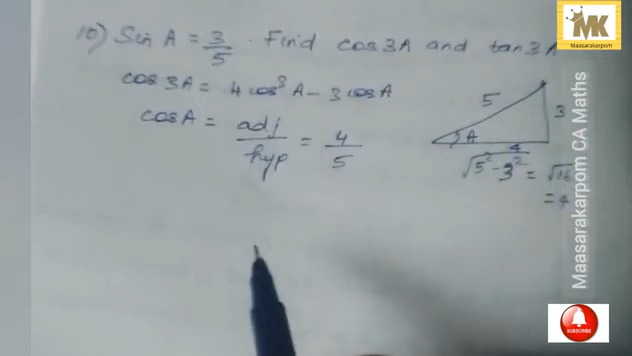 10) Sin A = 3/5 . Find cos 3A and tan 3A
cos 3A = 4 cos³ A - 3 cos A
cos A = adj/hyp = 4/5
5
3
A
4
√5² - 3² = √16
= 4
MK
Maasarakarpom
Maasarakarpom CA Maths
SUBSCRIBE